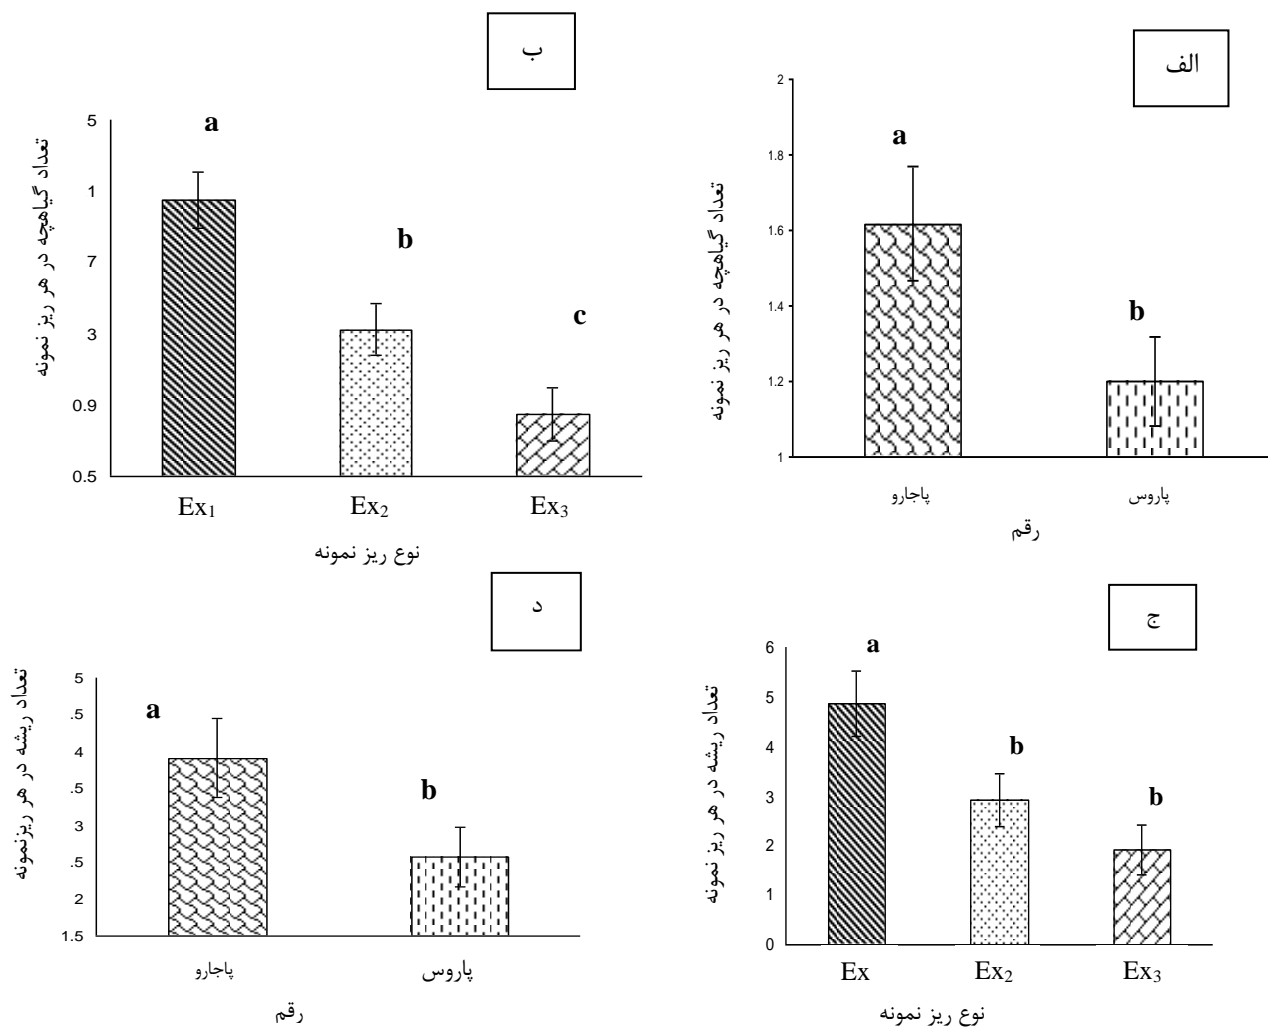 الف
2
1.8
1.6
1.4
1.2
1
a
b
تعداد گیاهچه در هر ریز نمونه
پاجارو
پاروس
رقم
ب
5
1
7
3
0.9
0.5
a
b
c
تعداد گیاهچه در هر ریز نمونه
Ex1 Ex2 Ex3
نوع ریز نمونه
ج
6
5
4
3
2
1
0
a
b
b
تعداد ریشه در هر ریز نمونه
Ex Ex2 Ex3
نوع ریز نمونه
د
5
.5
4
.5
3
.5
2
1.5
a
b
تعداد ریشه در هر ریزنمونه
پاجارو
پاروس
رقم